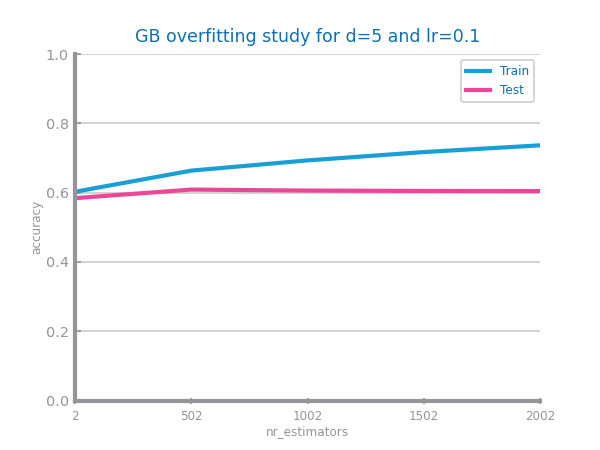 GB overfitting study for d=5 and lr=0.1
Train
Test
1.0
0.8
0.6
0.4
0.2
0.0
accuracy
2 502 1002 1502 2002
nr_estimators